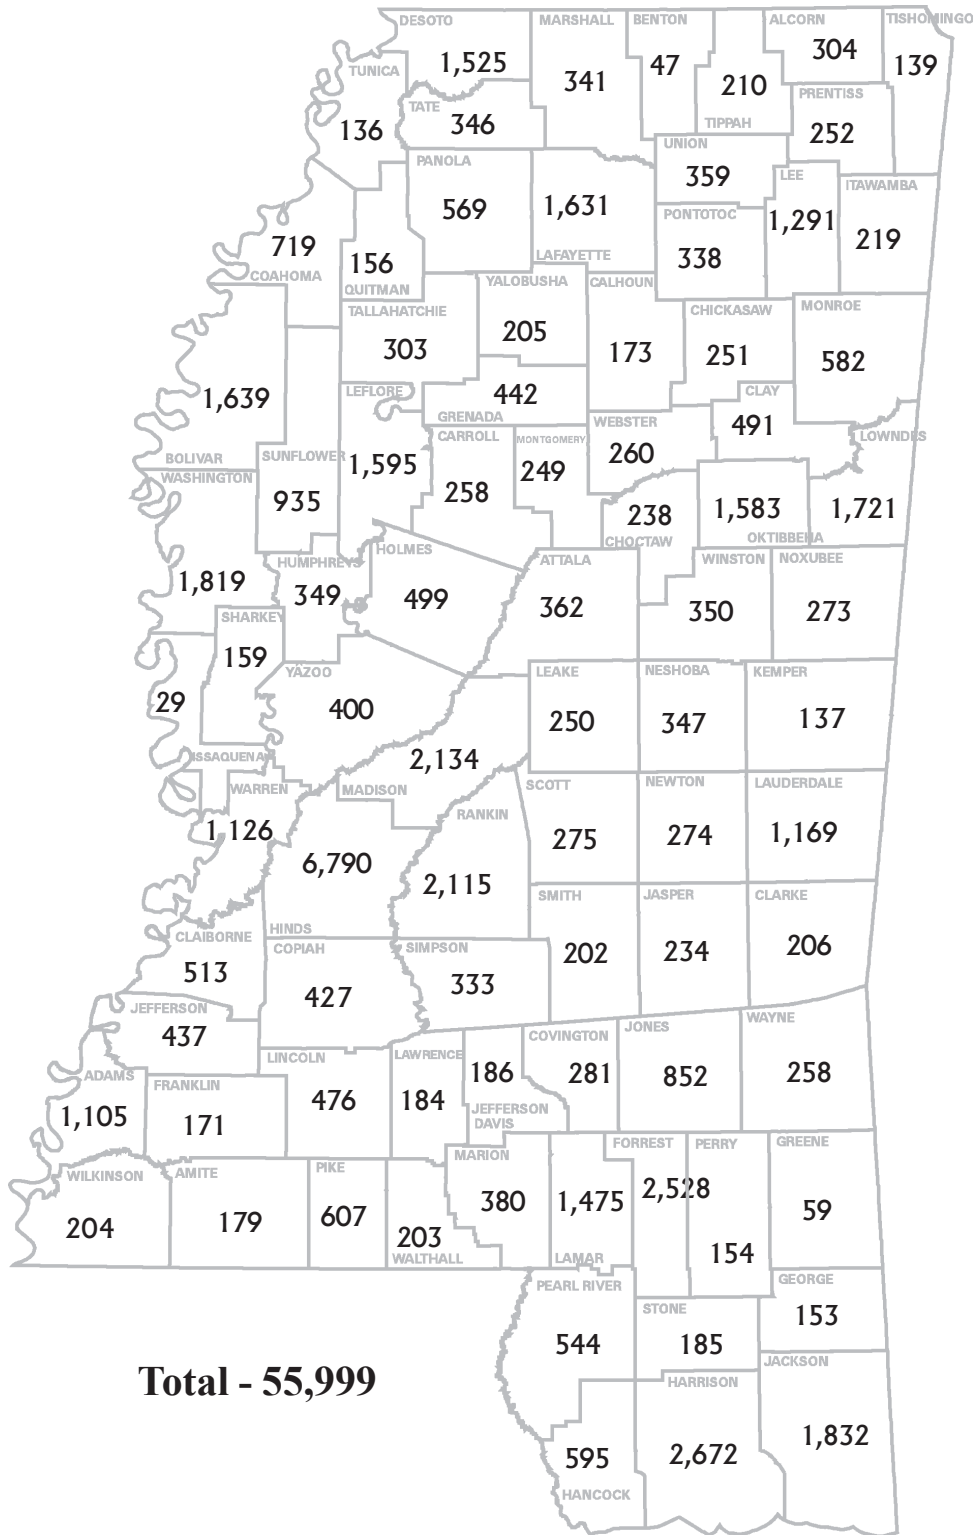 DESOTO
1,525
MARSHALL
341
BENTON
47
ALCORN
304
TISHOMINGO
139
TUNICA
136
TATE
346
210
TIPPAH
PRENTISS
252
PANOLA
569
1,631
LAFAYETTE
UNION
359
LEE
1,291
ITAWAMBA
219
PONTOTOC
338
719
COAHOMA
156
QUITMAN
TALLAHATCHIE
303
YALOBUSHA
205
CALHOUN
173
CHICKASAW
251
MONROE
582
1,639
BOLIVAR
SUNFLOWER
935
LEFLORE
1,595
442
GRENADA
CARROLL
258
MONTGOMERY
249
WEBSTER
260
CLAY
491
LOWNDES
1,721
238
CHOCTAW
1,583
OKTIBBEHA
WASHINGTON
1,819
HUMPHREYS
349
HOLMES
499
ATTALA
362
WINSTON
350
NOXUBEE
273
SHARKEY
159
29
ISSAQUENA
YAZOO
400
LEAKE
250
NESHOBA
347
KEMPER
137
2,134
MADISON
WARREN
1,126
6,790
HINDS
RANKIN
2,115
SCOTT
275
NEWTON
274
LAUDERDALE
1,169
SMITH
202
JASPER
234
CLARKE
206
CLAIBORNE
513
COPIAH
427
SIMPSON
333
JEFFERSON
437
LINCOLN
476
LAWRENCE
184
186
JEFFERSON
DAVIS
COVINGTON
281
JONES
852
WAYNE
258
ADAMS
1,105
FRANKLIN
171
WILKINSON
204
AMITE
179
PIKE
607
203
WALTHALL
MARION
380
1,475
LAMAR
FORREST
2,528
PERRY
154
GREENE
59
PEARL RIVER
544
STONE
185
GEORGE
153
JACKSON
1,832
HARRISON
2,672
595
HANCOCK
Total - 55,999